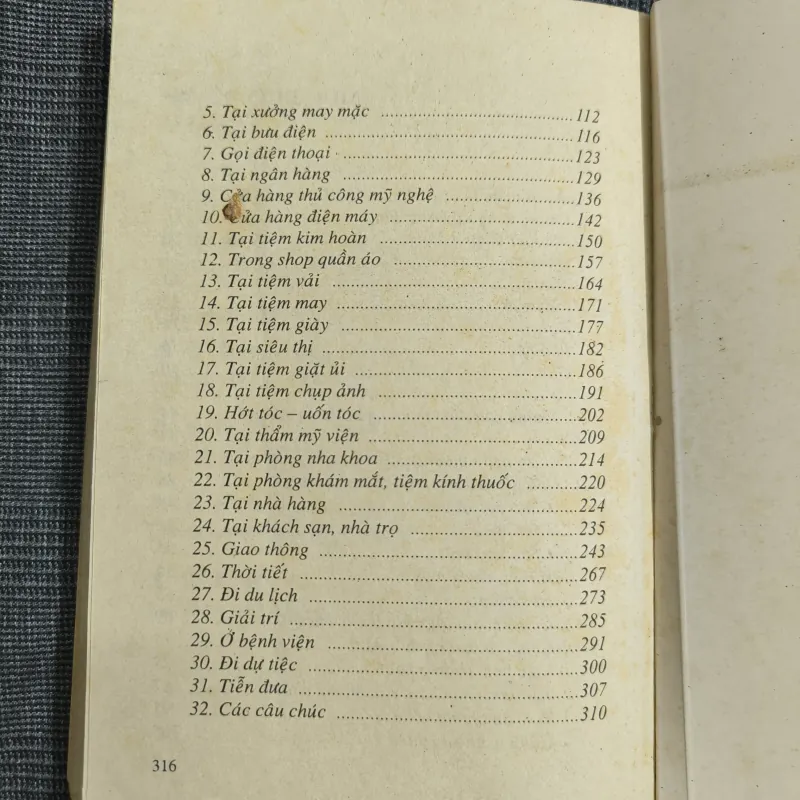 5. Tại xưởng may mặc ........................................112
6. Tại bưu điện ........................................116
7. Gọi điện thoại ........................................123
8. Tại ngân hàng ........................................129
9. Cửa hàng thủ công mỹ nghệ ........................................136
10. Cửa hàng điện máy ........................................142
11. Tại tiệm kim hoàn ........................................150
12. Trong shop quần áo ........................................157
13. Tại tiệm vải ........................................164
14. Tại tiệm may ........................................171
15. Tại tiệm giày ........................................177
16. Tại siêu thị ........................................182
17. Tại tiệm giặt ủi ........................................186
18. Tại tiệm chụp ảnh ........................................191
19. Hớt tóc – uốn tóc ........................................202
20. Tại thẩm mỹ viện ........................................209
21. Tại phòng nha khoa ........................................214
22. Tại phòng khám mắt, tiệm kính thuốc ..............220
23. Tại nhà hàng ........................................224
24. Tại khách sạn, nhà trọ ........................................235
25. Giao thông ........................................243
26. Thời tiết ........................................267
27. Đi du lịch ........................................273
28. Giải trí ........................................285
29. Ở bệnh viện ........................................291
30. Đi dự tiệc ........................................300
31. Tiễn đưa ........................................307
32. Các câu chúc ........................................310
316